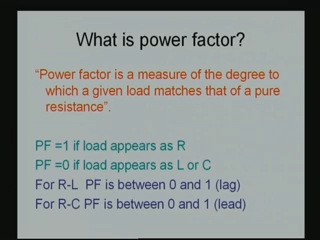 What is power factor?
“Power factor is a measure of the degree to
which a given load matches that of a pure
resistance”.
PF =1 if load appears as R
PF =0 if load appears as L or C
For R-L PF is between 0 and 1 (lag)
For R-C PF is between 0 and 1 (lead)